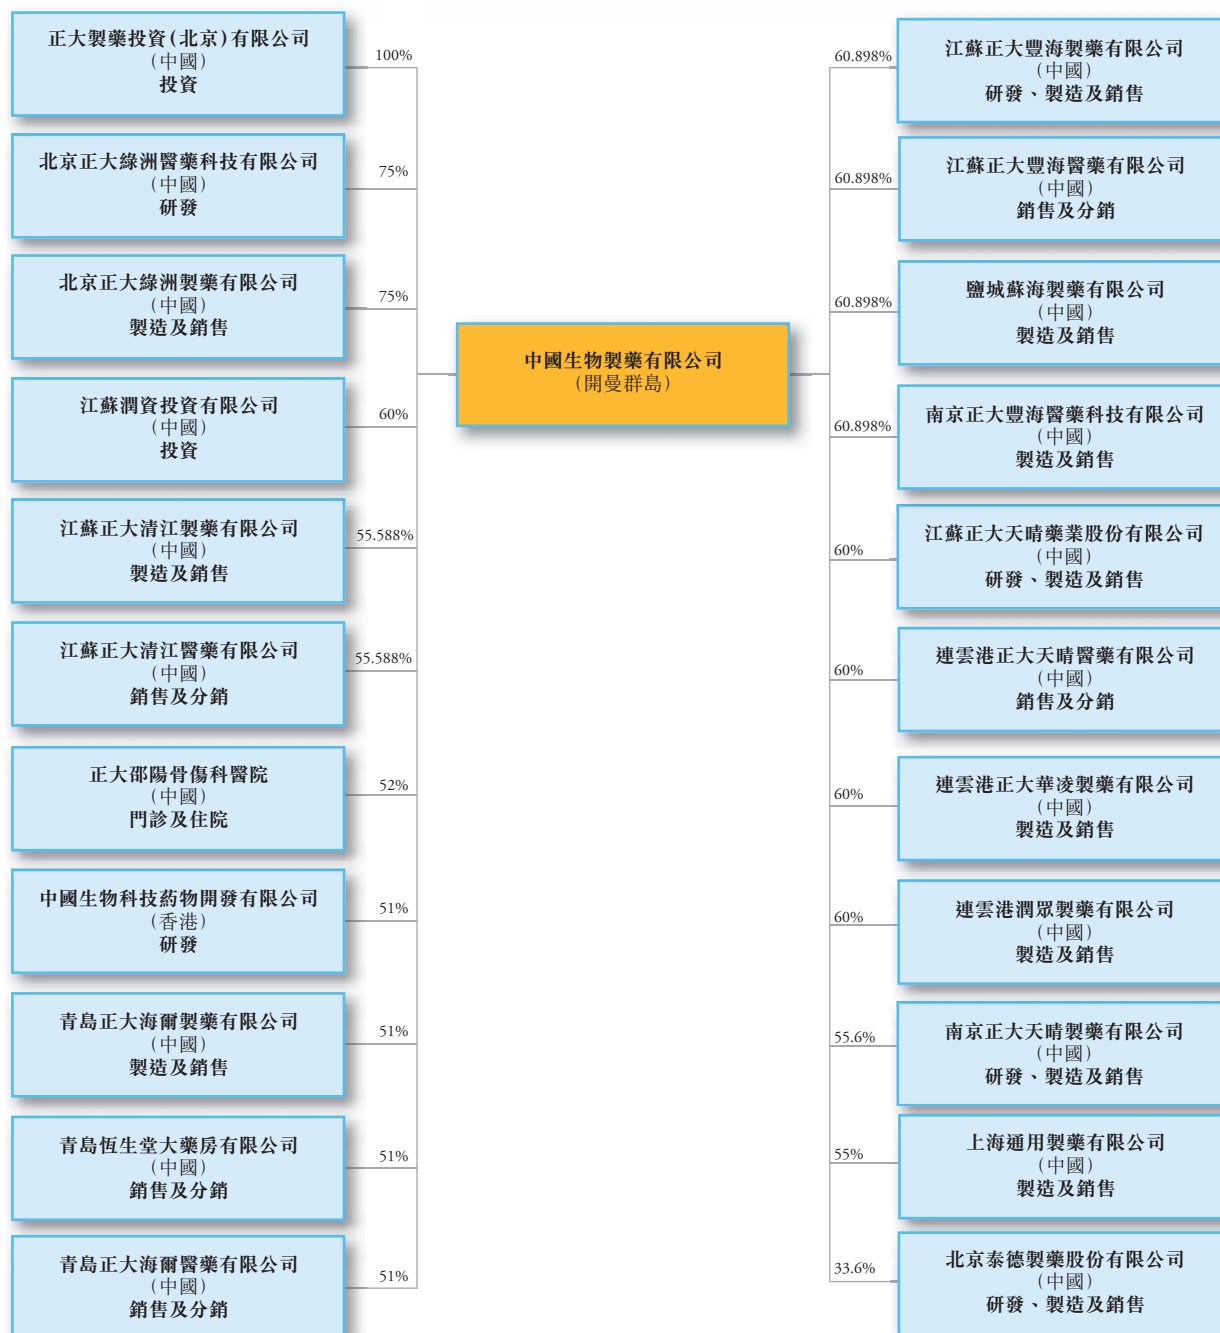 正大製藥投資(北京)有限公司
(中國)
投資
100%
北京正大綠洲醫藥科技有限公司
(中國)
研發
75%
北京正大綠洲製藥有限公司
(中國)
製造及銷售
75%
江蘇潤資投資有限公司
(中國)
投資
60%
江蘇正大清江製藥有限公司
(中國)
製造及銷售
55.588%
江蘇正大清江醫藥有限公司
(中國)
銷售及分銷
55.588%
正大邵陽骨傷科醫院
(中國)
門診及住院
52%
中國生物科技葯物開發有限公司
(香港)
研發
51%
青島正大海爾製藥有限公司
(中國)
製造及銷售
51%
青島恆生堂大藥房有限公司
(中國)
銷售及分銷
51%
青島正大海爾醫藥有限公司
(中國)
銷售及分銷
51%
中國生物製藥有限公司
(開曼群島)
60.898%
江蘇正大豐海製藥有限公司
(中國)
研發、製造及銷售
60.898%
江蘇正大豐海醫藥有限公司
(中國)
銷售及分銷
60.898%
鹽城蘇海製藥有限公司
(中國)
製造及銷售
60.898%
南京正大豐海醫藥科技有限公司
(中國)
製造及銷售
60%
江蘇正大天晴藥業股份有限公司
(中國)
研發、製造及銷售
60%
連雲港正大天晴醫藥有限公司
(中國)
銷售及分銷
60%
連雲港正大華凌製藥有限公司
(中國)
製造及銷售
60%
連雲港潤眾製藥有限公司
(中國)
製造及銷售
55.6%
南京正大天晴製藥有限公司
(中國)
研發、製造及銷售
55%
上海通用製藥有限公司
(中國)
製造及銷售
33.6%
北京泰德製藥股份有限公司
(中國)
研發、製造及銷售